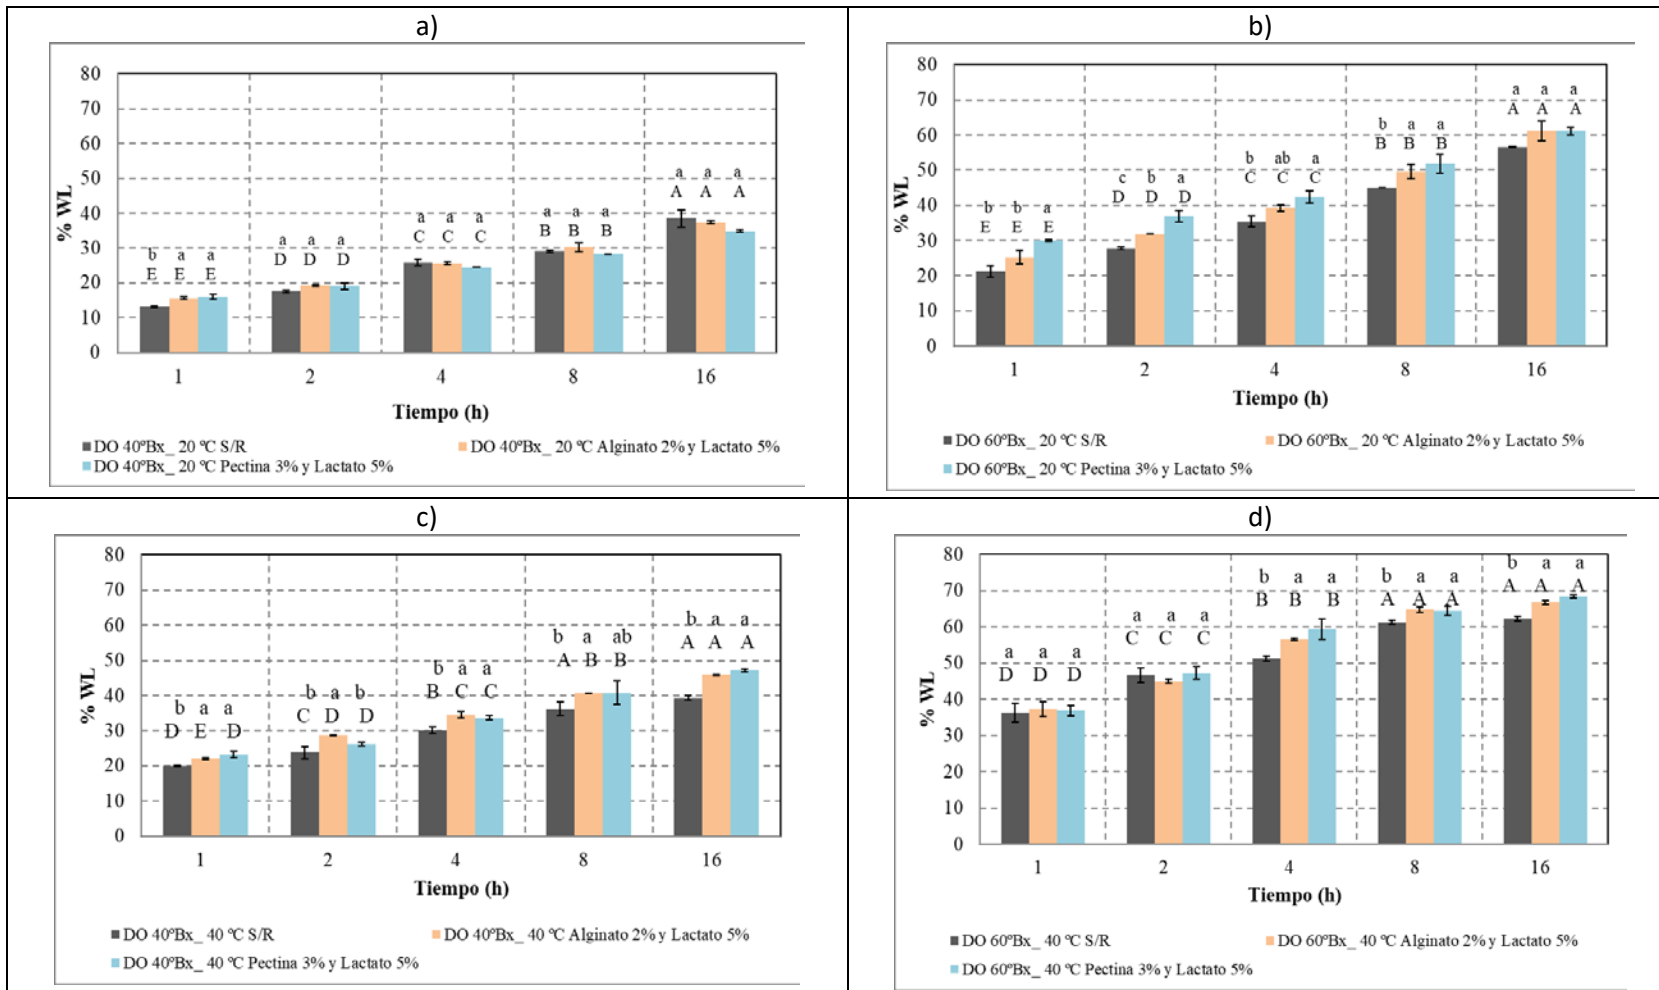 a)
80
70
60
50
40
30
20
10
0
% WL
b a a
E E E
a a a
D D D
a a a
C C C
a a a
B B B
a a a
A A A
1 2 4 8 16
Tiempo (h)
DO 40ºBx_ 20 ºC S/R
DO 40ºBx_ 20 ºC Alginato 2% y Lactato 5%
DO 40ºBx_ 20 ºC Pectina 3% y Lactato 5%
b)
80
70
60
50
40
30
20
10
0
% WL
b b a
E E E
c b a
D D D
b ab a
C C C
b a a
B B B
a a a
A A A
1 2 4 8 16
Tiempo (h)
DO 60ºBx_ 20 ºC S/R
DO 60ºBx_ 20 ºC Alginato 2% y Lactato 5%
DO 60ºBx_ 20 ºC Pectina 3% y Lactato 5%
c)
80
70
60
50
40
30
20
10
0
% WL
b a a
D E D
b a b
C D D
b a a
B C C
b a ab
A B B
b a a
A A A
1 2 4 8 16
Tiempo (h)
DO 40ºBx_ 40 ºC S/R
DO 40ºBx_ 40 ºC Alginato 2% y Lactato 5%
DO 40ºBx_ 40 ºC Pectina 3% y Lactato 5%
d)
80
70
60
50
40
30
20
10
0
% WL
a a a
D D D
a a a
C C C
b a a
B B B
b a a
A A A
b a a
A A A
1 2 4 8 16
Tiempo (h)
DO 60ºBx_ 40 ºC S/R
DO 60ºBx_ 40 ºC Alginato 2% y Lactato 5%
DO 60ºBx_ 40 ºC Pectina 3% y Lactato 5%